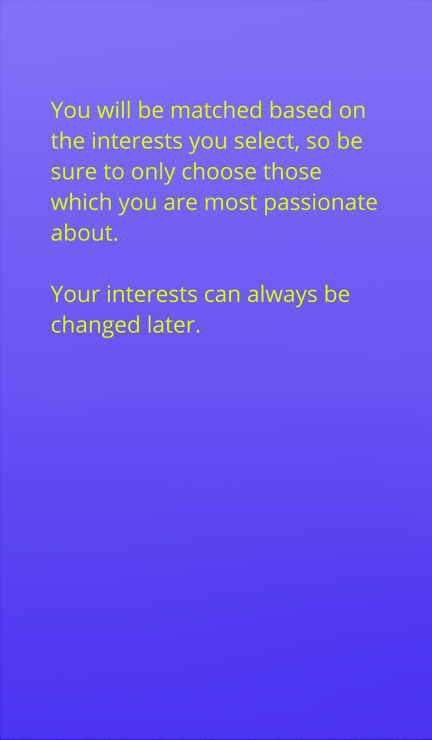 You will be matched based on
the interests you select, so be
sure to only choose those
which you are most passionate
about.
Your interests can always be
changed later.